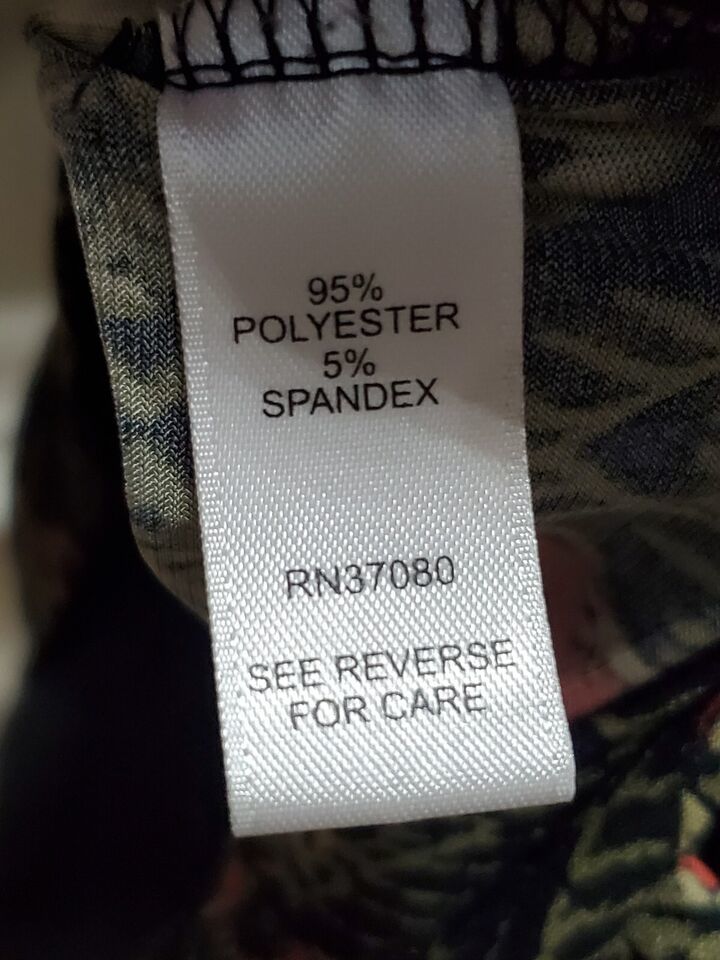 95%
POLYESTER
5%
SPANDEX
RN37080
SEE REVERSE
FOR CARE